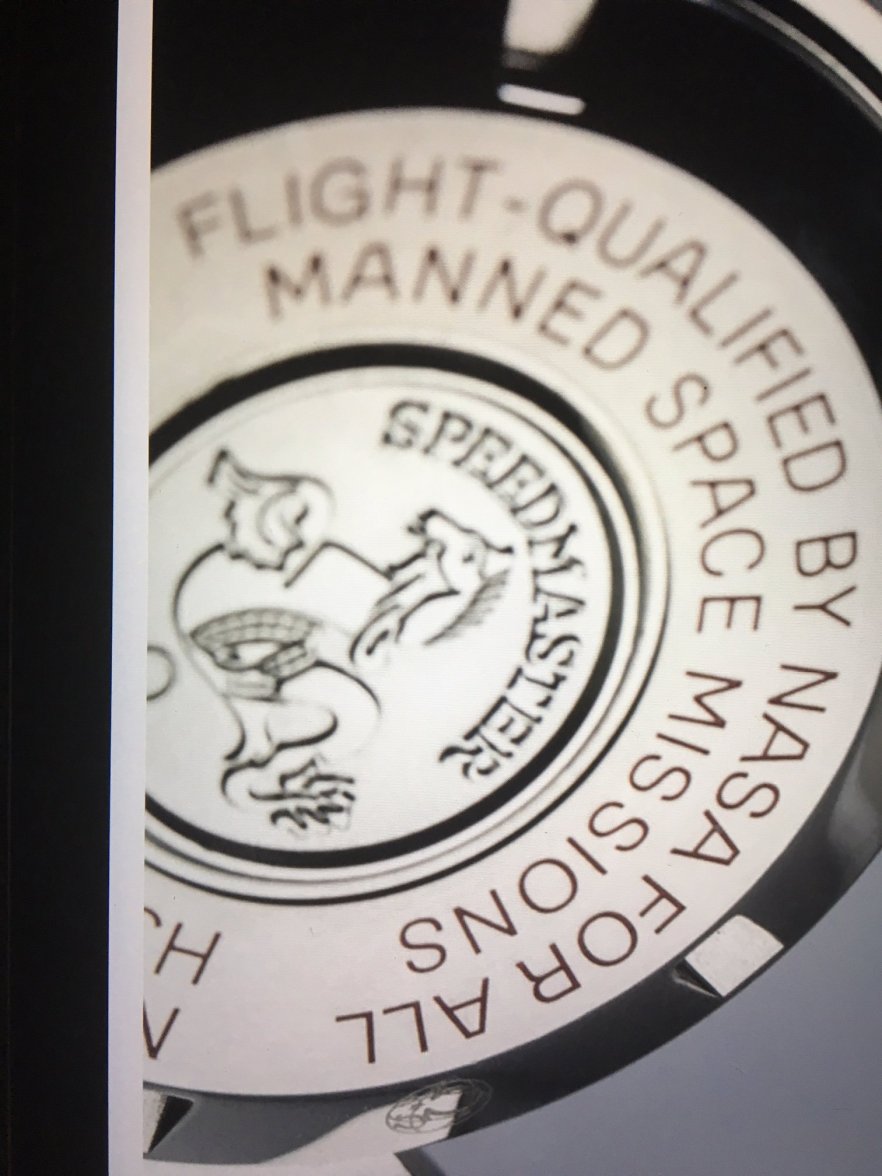 FLIGHT-QUALIFIED BY NASA FOR ALL
MANNED SPACE MISSIONS
SPEEDMASTER